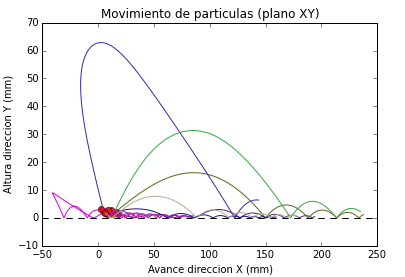 Movimiento de particulas (plano XY)
70
60
50
40
30
20
10
0
−10
Altura direccion Y (mm)
−50 0 50 100 150 200 250
Avance direccion X (mm)